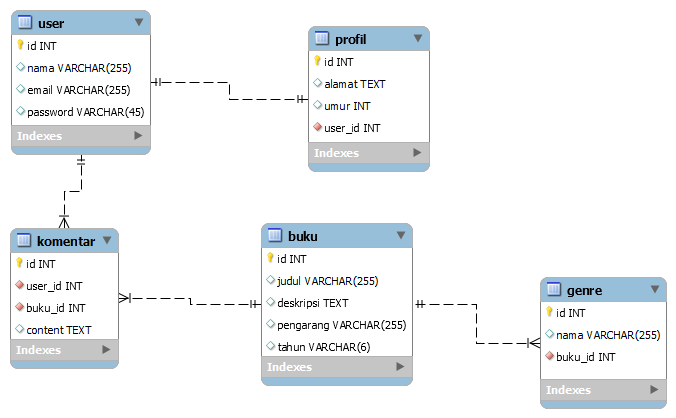 user
id INT
nama VARCHAR(255)
email VARCHAR(255)
password VARCHAR(45)
Indexes
profil
id INT
alamat TEXT
umur INT
user_id INT
Indexes
komentar
id INT
user_id INT
buku_id INT
content TEXT
Indexes
buku
id INT
judul VARCHAR(255)
deskripsi TEXT
pengarang VARCHAR(255)
tahun VARCHAR(6)
Indexes
genre
id INT
nama VARCHAR(255)
buku_id INT
Indexes